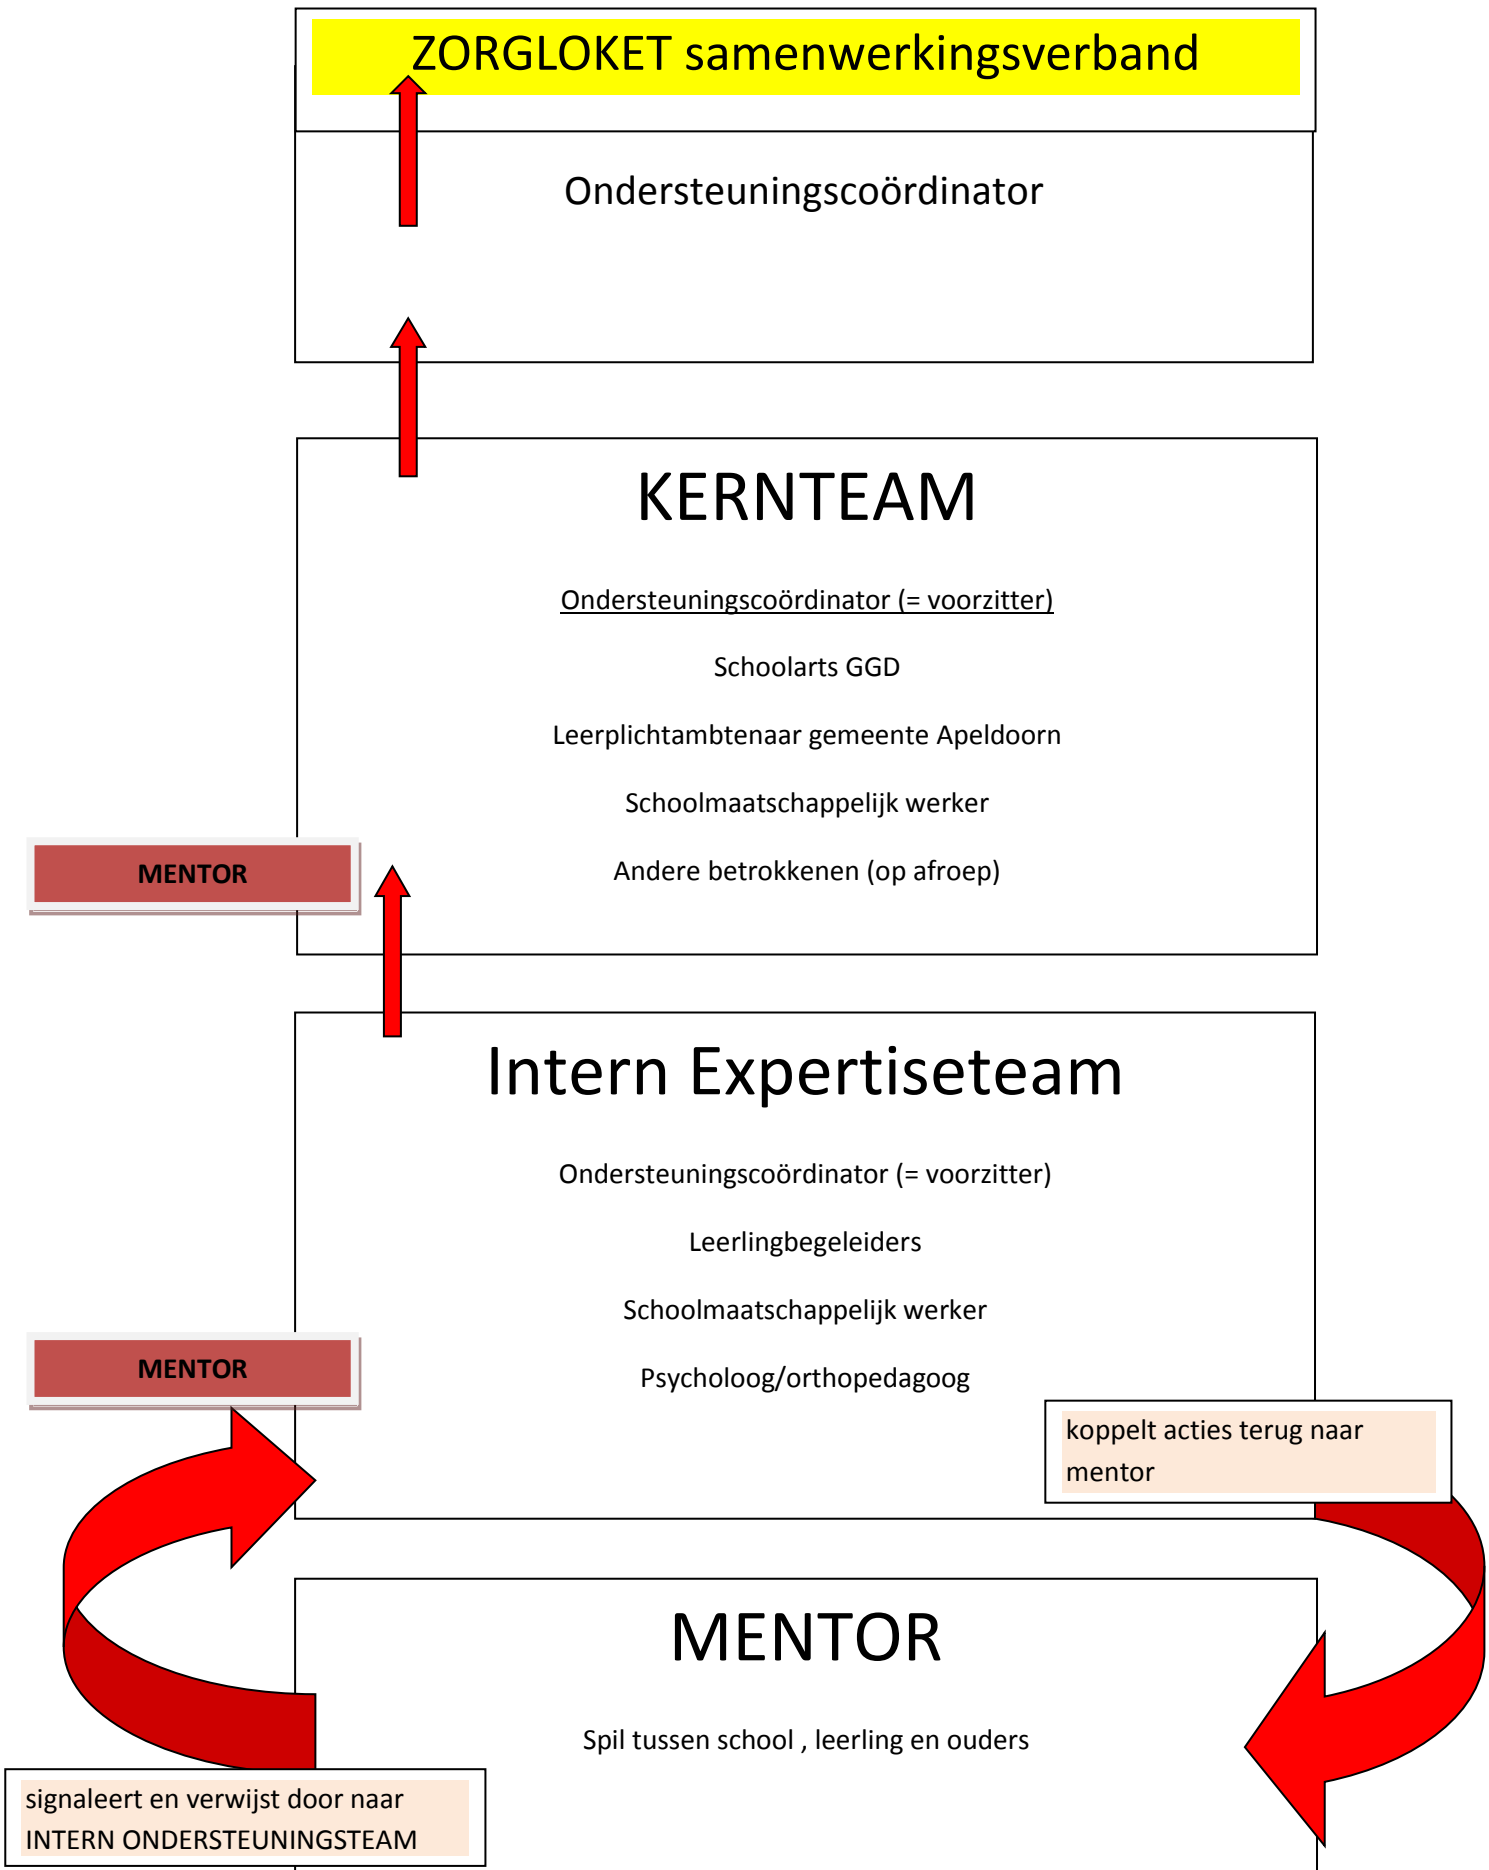 ZORGLOKET samenwerkingsverband
Ondersteuningscoördinator
KERNTEAM
Ondersteuningscoördinator (= voorzitter)
Schoolarts GGD
Leerplichtambtenaar gemeente Apeldoorn
Schoolmaatschappelijk werker
MENTOR
Andere betrokkenen (op afroep)
Intern Expertiseteam
Ondersteuningscoördinator (= voorzitter)
Leerlingbegeleiders
Schoolmaatschappelijk werker
MENTOR
Psycholoog/orthopedagoog
koppelt acties terug naar
mentor
MENTOR
Spil tussen school , leerling en ouders
signaleert en verwijst door naar
INTERN ONDERSTEUNINGSTEAM